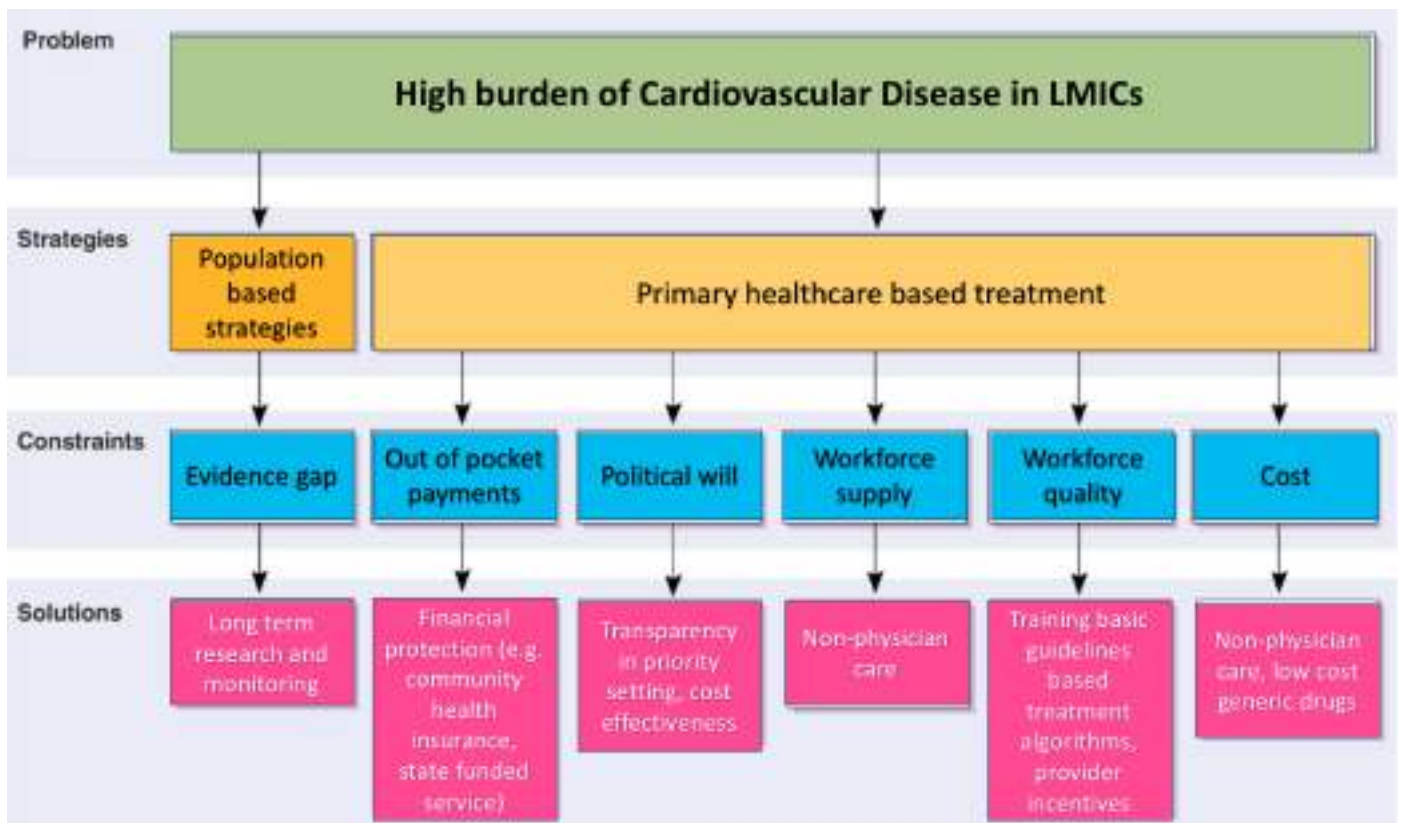 Problem
High burden of Cardiovascular Disease in LMICs
Strategies
Population
based
strategies
Primary healthcare based treatment
Constraints
Evidence gap
Out of pocket
payments
Political will
Workforce
supply
Workforce
quality
Cost
Solutions
Long term
research and
monitoring
Financial
protection (e.g.
community
health
insurance,
state funded
service)
Transparency
in priority
setting, cost
effectiveness
Non-physician
care
Training basic
guidelines
based
treatment
algorithms,
provider
incentives
Non-physician
care, low cost
generic drugs